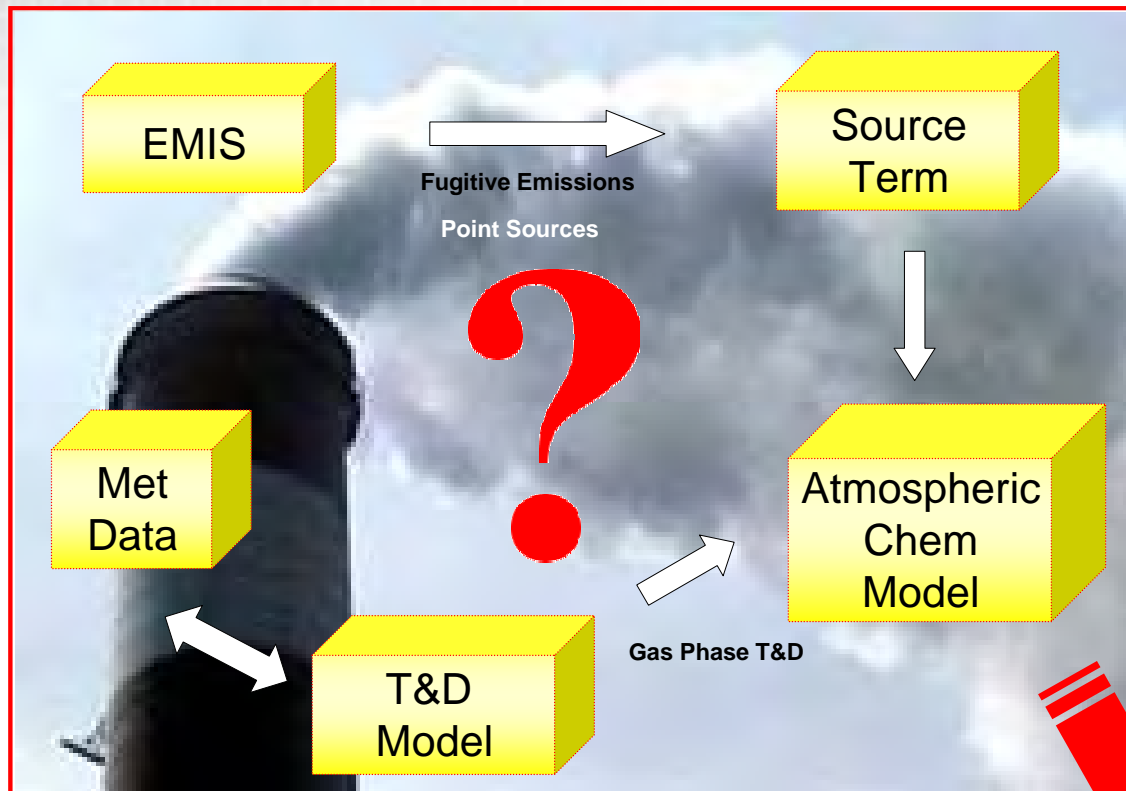 EMIS
Source
Term
Fugitive Emissions
Point Sources
?
Met
Data
Atmospheric
Chem
Model
Gas Phase T&D
T&D
Model